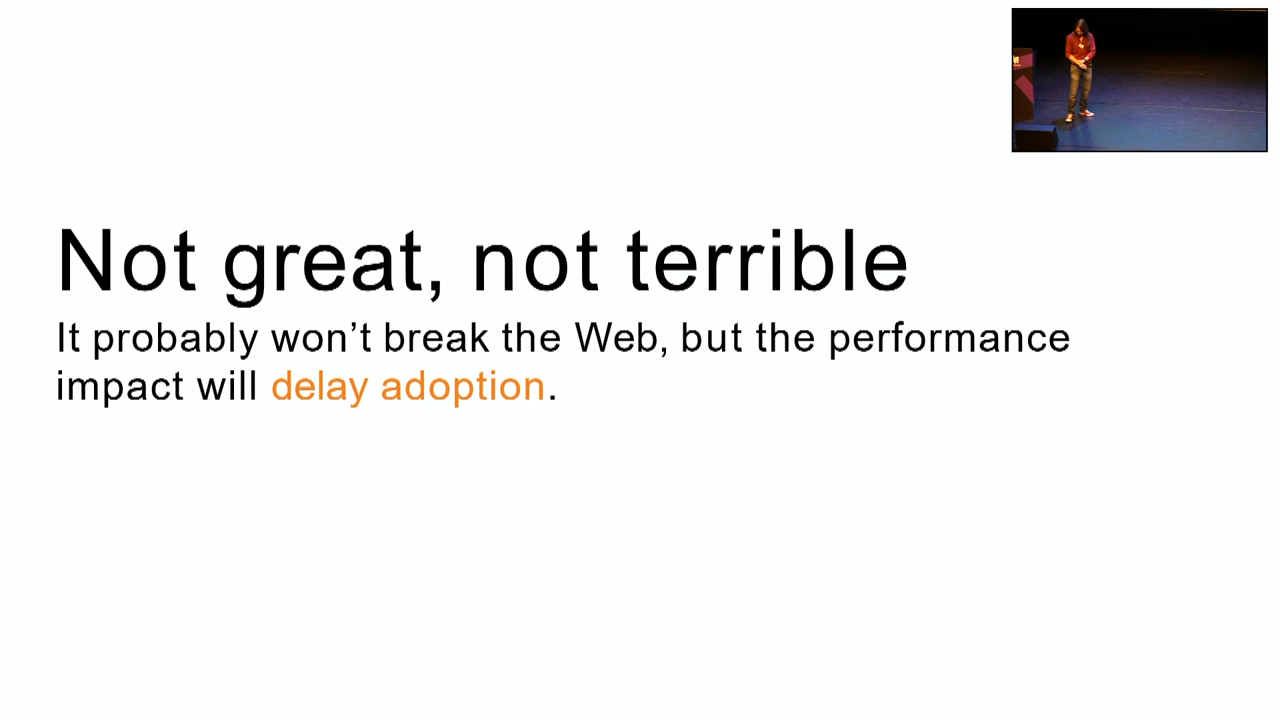 Not great, not terrible
It probably won’t break the Web, but the performance
impact will delay adoption.